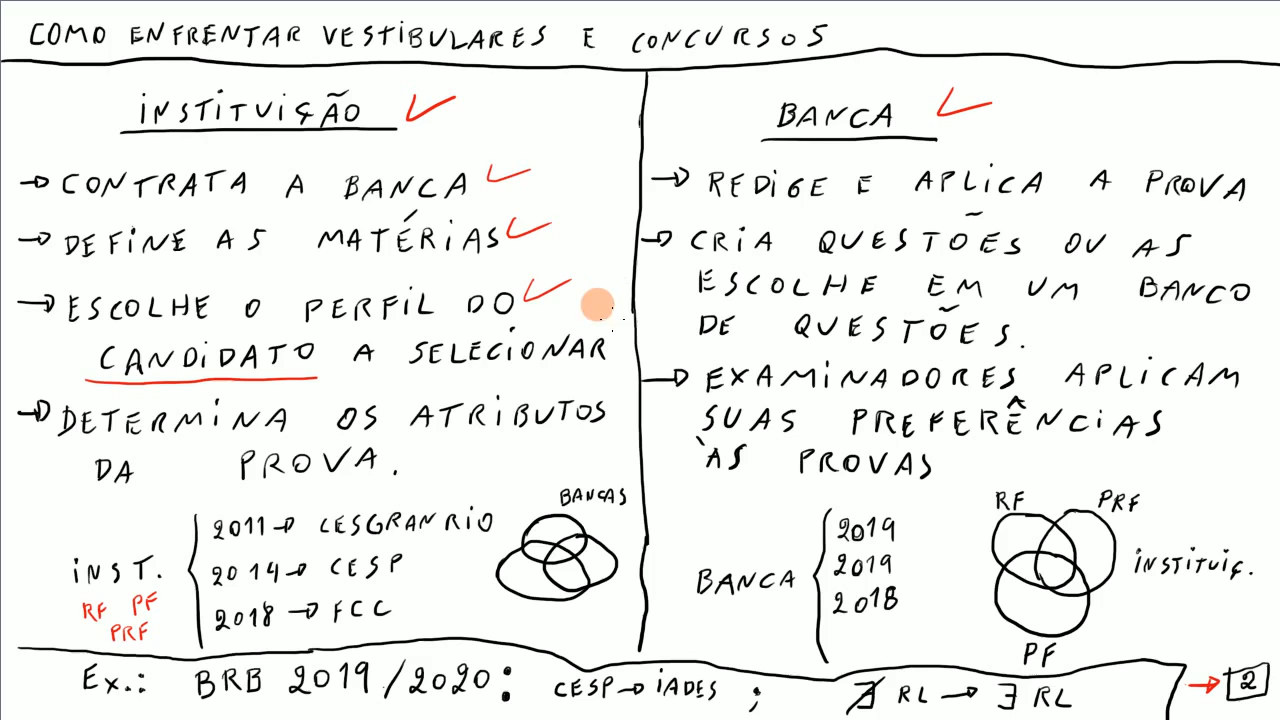 COMO ENFRENTAR VESTIBULARES E CONCURSOS
INSTITUIÇÃO
→ CONTRATA A BANCA
→ DEFINE AS MATÉRIAS
→ ESCOLHE O PERFIL DO
CANDIDATO A SELECIONAR
→ DETERMINA OS ATRIBUTOS
DA PROVA.
INST.
RF PF
PRF
2011 → CESGRANRIO
2014 → CESP
2018 → FCC
BANCAS
BANCA
→ REDIGE E APLICA A PROVA
→ CRIA QUESTÕES OU AS
ESCOLHE EM UM BANCO
DE QUESTÕES.
→ EXAMINADORES APLICAM
SUAS PREFERÊNCIAS
ÀS PROVAS
BANCA
2019
2019
2018
RF PRF
INSTITUIÇ.
PF
Ex.: BRB 2019/2020: CESP → IADES ; ∄ RL → ∃ RL
→ 2